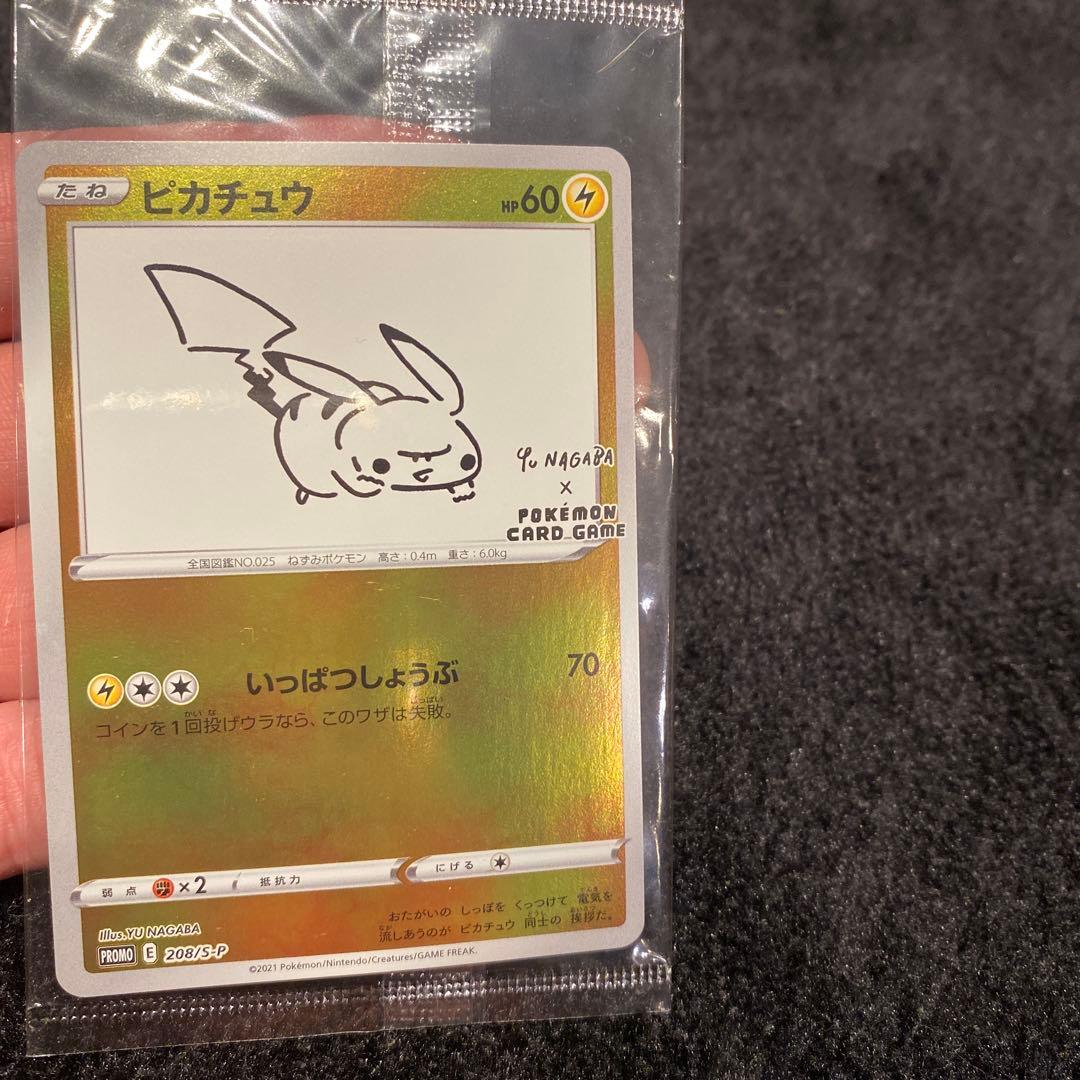 たね ピカチュウ HP 60
Yu NAGABA
X
POKÉMON
CARD GAME
全国図鑑NO.025 ねずみポケモン 高さ:0.4m 重さ:6.0kg
いっぱつしょうぶ 70
コインを1回投げウラなら、このワザは失敗。
弱点 ×2 抵抗力 にげる
おたがいの しっぽを くっつけて 電気を
流しあうのが ピカチュウ 同士の 挨拶だ。
Illus.YU NAGABA
PROMO E 208/S-P
©2021 Pokémon/Nintendo/Creatures/GAME FREAK.